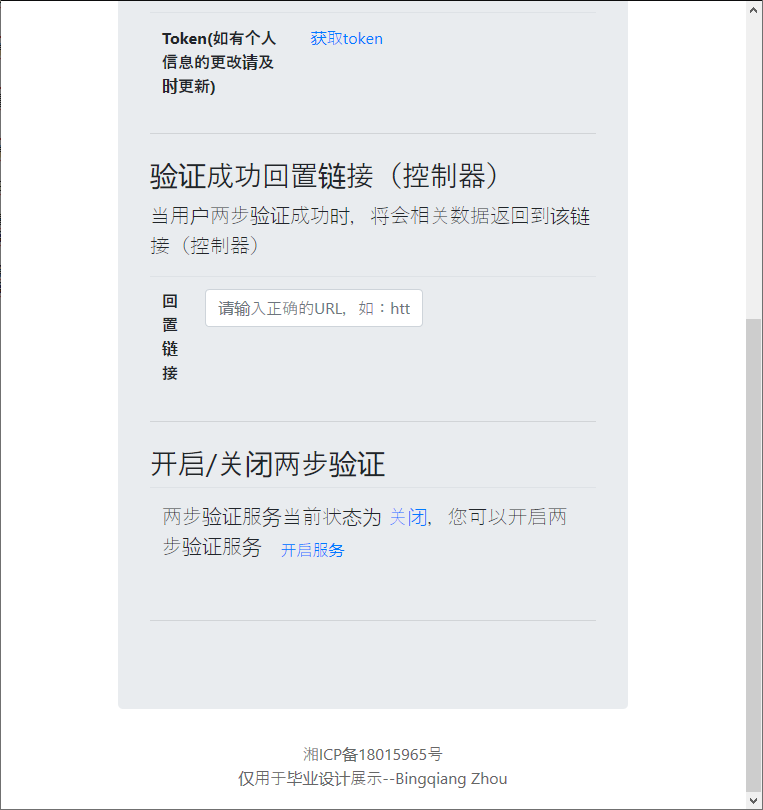 Token(如有个人
信息的更改请及
时更新)
获取token
验证成功回置链接（控制器）
当用户两步验证成功时，将会相关数据返回到该链
接（控制器）
回
置
链
接
请输入正确的URL，如：htt
开启/关闭两步验证
两步验证服务当前状态为 关闭，您可以开启两
步验证服务 开启服务
湘ICP备18015965号
仅用于毕业设计展示--Bingqiang Zhou